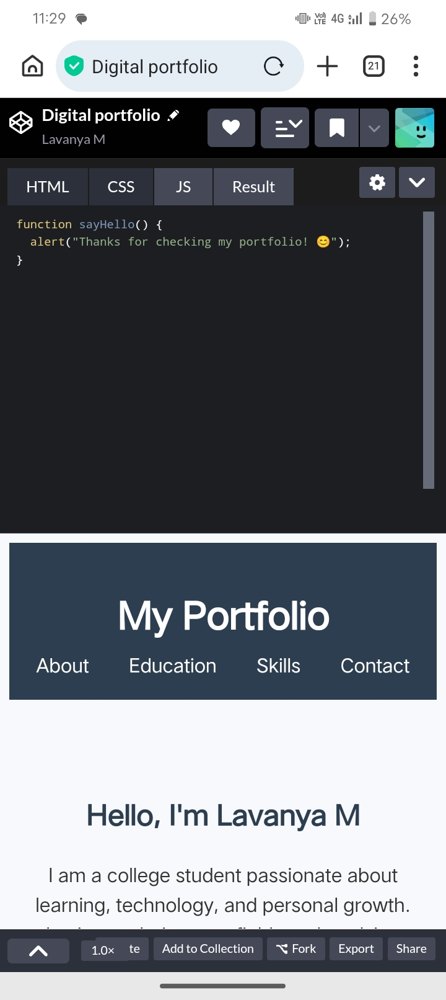 11:29 Vo) LTE 4G 26%
Digital portfolio 21
Digital portfolio
Lavanya M
HTML CSS JS Result
function sayHello() {
alert("Thanks for checking my portfolio! 😊");
}
My Portfolio
About Education Skills Contact
Hello, I'm Lavanya M
I am a college student passionate about
learning, technology, and personal growth.
1.0× te Add to Collection Fork Export Share